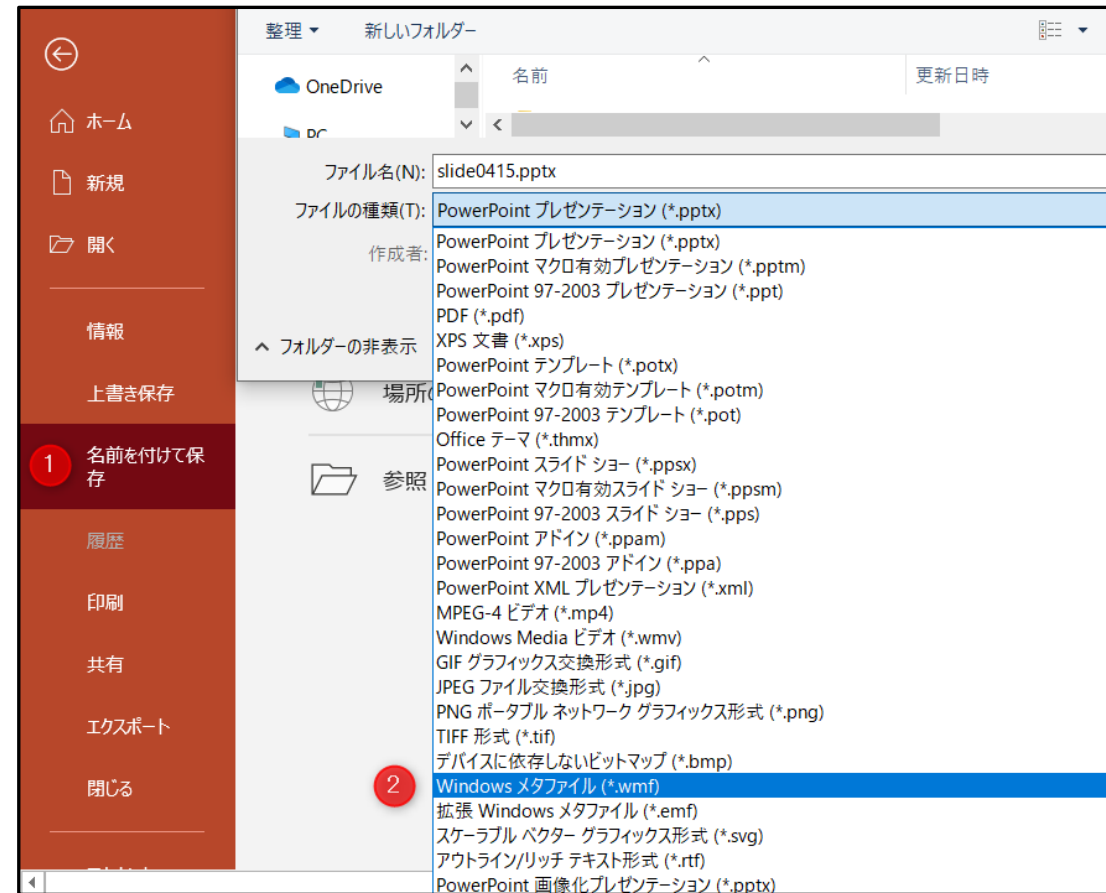 ホーム
新規
開く
情報
上書き保存
1
名前を付けて保
存
履歴
印刷
共有
エクスポート
閉じる
整理
新しいフォルダー
OneDrive
PC
名前
更新日時
ファイル名(N):
slide0415.pptx
ファイルの種類(T):
PowerPoint プレゼンテーション (*.pptx)
作成者:
フォルダーの非表示
場所の
参照
PowerPoint プレゼンテーション (*.pptx)
PowerPoint マクロ有効プレゼンテーション (*.pptm)
PowerPoint 97-2003 プレゼンテーション (*.ppt)
PDF (*.pdf)
XPS 文書 (*.xps)
PowerPoint テンプレート (*.potx)
PowerPoint マクロ有効テンプレート (*.potm)
PowerPoint 97-2003 テンプレート (*.pot)
Office テーマ (*.thmx)
PowerPoint スライド ショー (*.ppsx)
PowerPoint マクロ有効スライド ショー (*.ppsm)
PowerPoint 97-2003 スライド ショー (*.pps)
PowerPoint アドイン (*.ppam)
PowerPoint 97-2003 アドイン (*.ppa)
PowerPoint XML プレゼンテーション (*.xml)
MPEG-4 ビデオ (*.mp4)
Windows Media ビデオ (*.wmv)
GIF グラフィックス交換形式 (*.gif)
JPEG ファイル交換形式 (*.jpg)
PNG ポータブル ネットワーク グラフィックス形式 (*.png)
TIFF 形式 (*.tif)
デバイスに依存しないビットマップ (*.bmp)
2
Windows メタファイル (*.wmf)
拡張 Windows メタファイル (*.emf)
スケーラブル ベクター グラフィックス形式 (*.svg)
アウトライン/リッチ テキスト形式 (*.rtf)
PowerPoint 画像化プレゼンテーション (*.pptx)